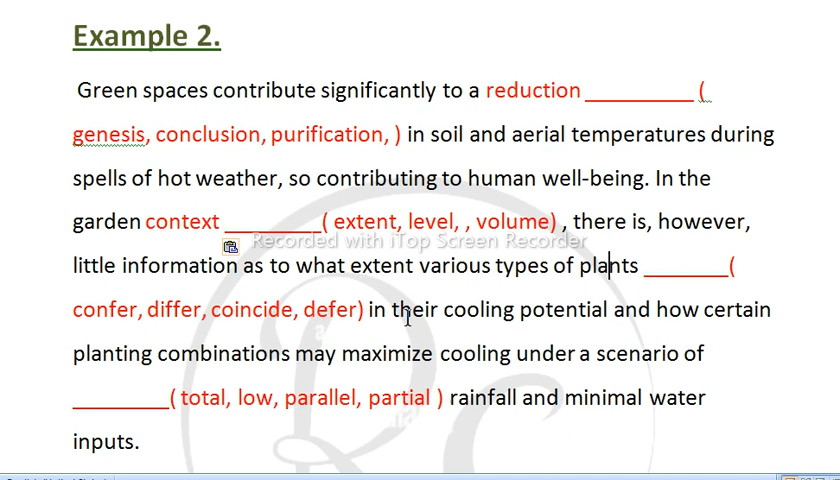 Example 2.
Green spaces contribute significantly to a reduction __________ (
genesis, conclusion, purification, ) in soil and aerial temperatures during
spells of hot weather, so contributing to human well-being. In the
garden context _________( extent, level, , volume) , there is, however,
Recorded with iTop Screen Recorder
little information as to what extent various types of plants ________(
confer, differ, coincide, defer) in their cooling potential and how certain
planting combinations may maximize cooling under a scenario of
_________( total, low, parallel, partial ) rainfall and minimal water
inputs.